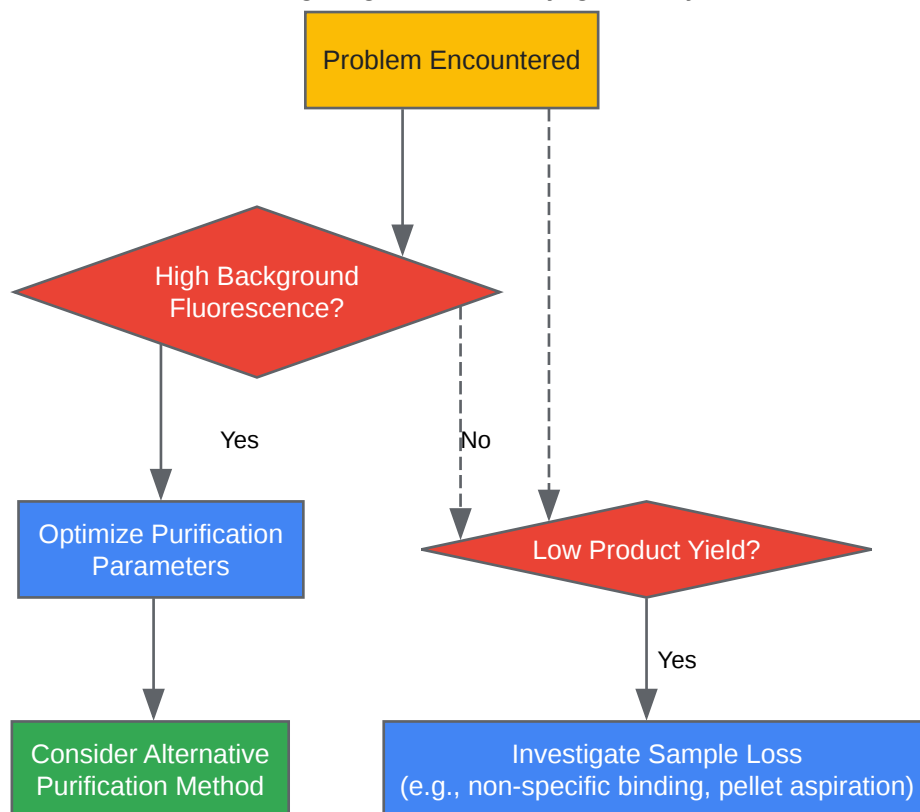 Problem Encountered
High Background
Fluorescence?
Yes
No
Optimize Purification
Parameters
Low Product Yield?
Yes
Consider Alternative
Purification Method
Investigate Sample Loss
(e.g., non-specific binding, pellet aspiration)